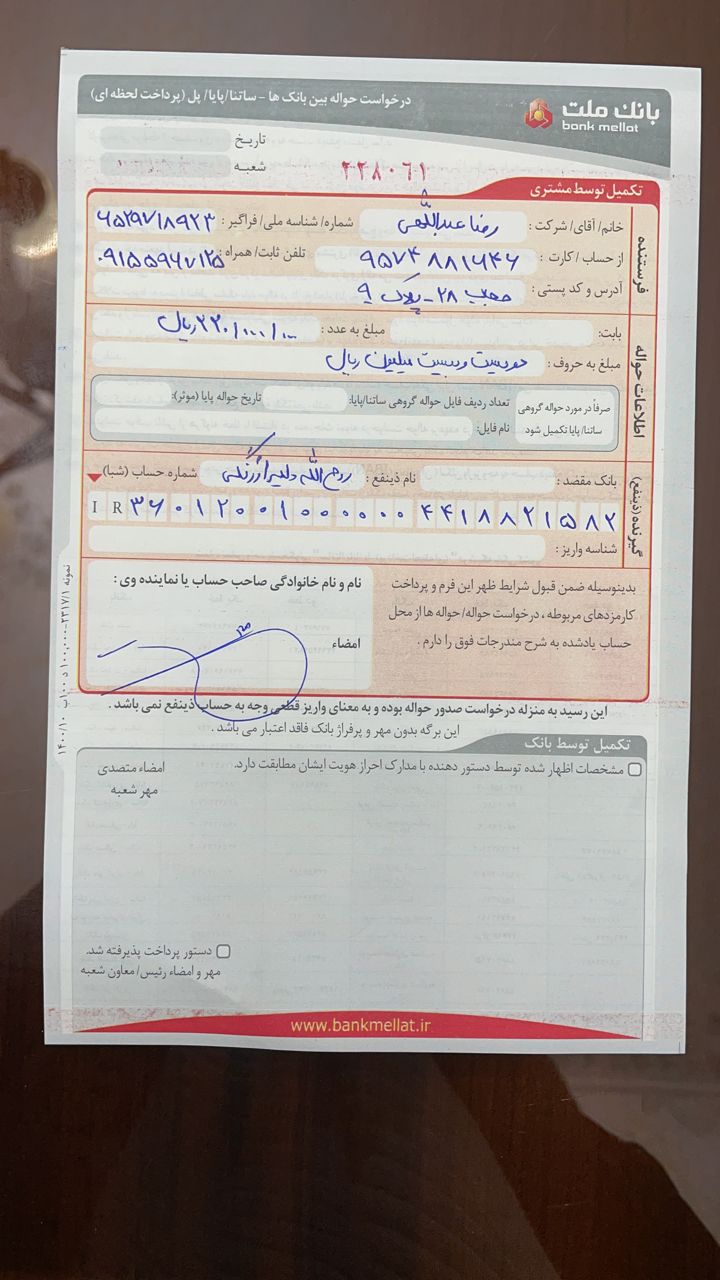 بانک ملت
bank mellat
درخواست حواله بین بانک ها - ساتنا/پایا/ پل (پرداخت لحظه ای)
تاریخ
شعبه
۲۲۸۰۶۱
تکمیل توسط مشتری
فرستنده
خانم/ آقای/ شرکت : رضا عبداللهی شماره/ شناسه ملی/ فراگیر : ۶۵۲۹۷۱۸۹۲۳
از حساب / کارت : ۹۵۷۴۸۸۱۶۴۶ تلفن ثابت/ همراه : ۰۹۱۵۵۹۶۷۱۲۵
آدرس و کد پستی : ۲۸ - پلاک ۹
اطلاعات حواله
بابت: مبلغ به عدد : ۲۲۰/۰۰۰/۰۰۰ ریال
مبلغ به حروف : دویست و بیست میلیون ریال
صرفاً در مورد حواله گروهی ساتنا/ پایا تکمیل شود
تعداد ردیف فایل حواله گروهی ساتنا/پایا: تاریخ حواله پایا (موثر):
نام فایل:
گیرنده (ذینفع)
بانک مقصد : نام ذینفع : روح الله شماره حساب (شبا)
IR ۳۶۰۱۲۰۰۱۰۰۰۰۰۰۴۴۱۸۸۲۱۵۸۲
شناسه واریز :
بدینوسیله ضمن قبول شرایط ظهر این فرم و پرداخت
کارمزدهای مربوطه ، درخواست حواله/ حواله ها از محل
حساب یادشده به شرح مندرجات فوق را دارم .
نام و نام خانوادگی صاحب حساب یا نماینده وی :
امضاء
این رسید به منزله درخواست صدور حواله بوده و به معنای واریز قطعی وجه به حساب ذینفع نمی باشد .
این برگه بدون مهر و پرفراژ بانک فاقد اعتبار می باشد .
تکمیل توسط بانک
مشخصات اظهار شده توسط دستور دهنده با مدارک احراز هویت ایشان مطابقت دارد.
امضاء متصدی
مهر شعبه
دستور پرداخت پذیرفته شد.
مهر و امضاء رئیس/ معاون شعبه
www.bankmellat.ir